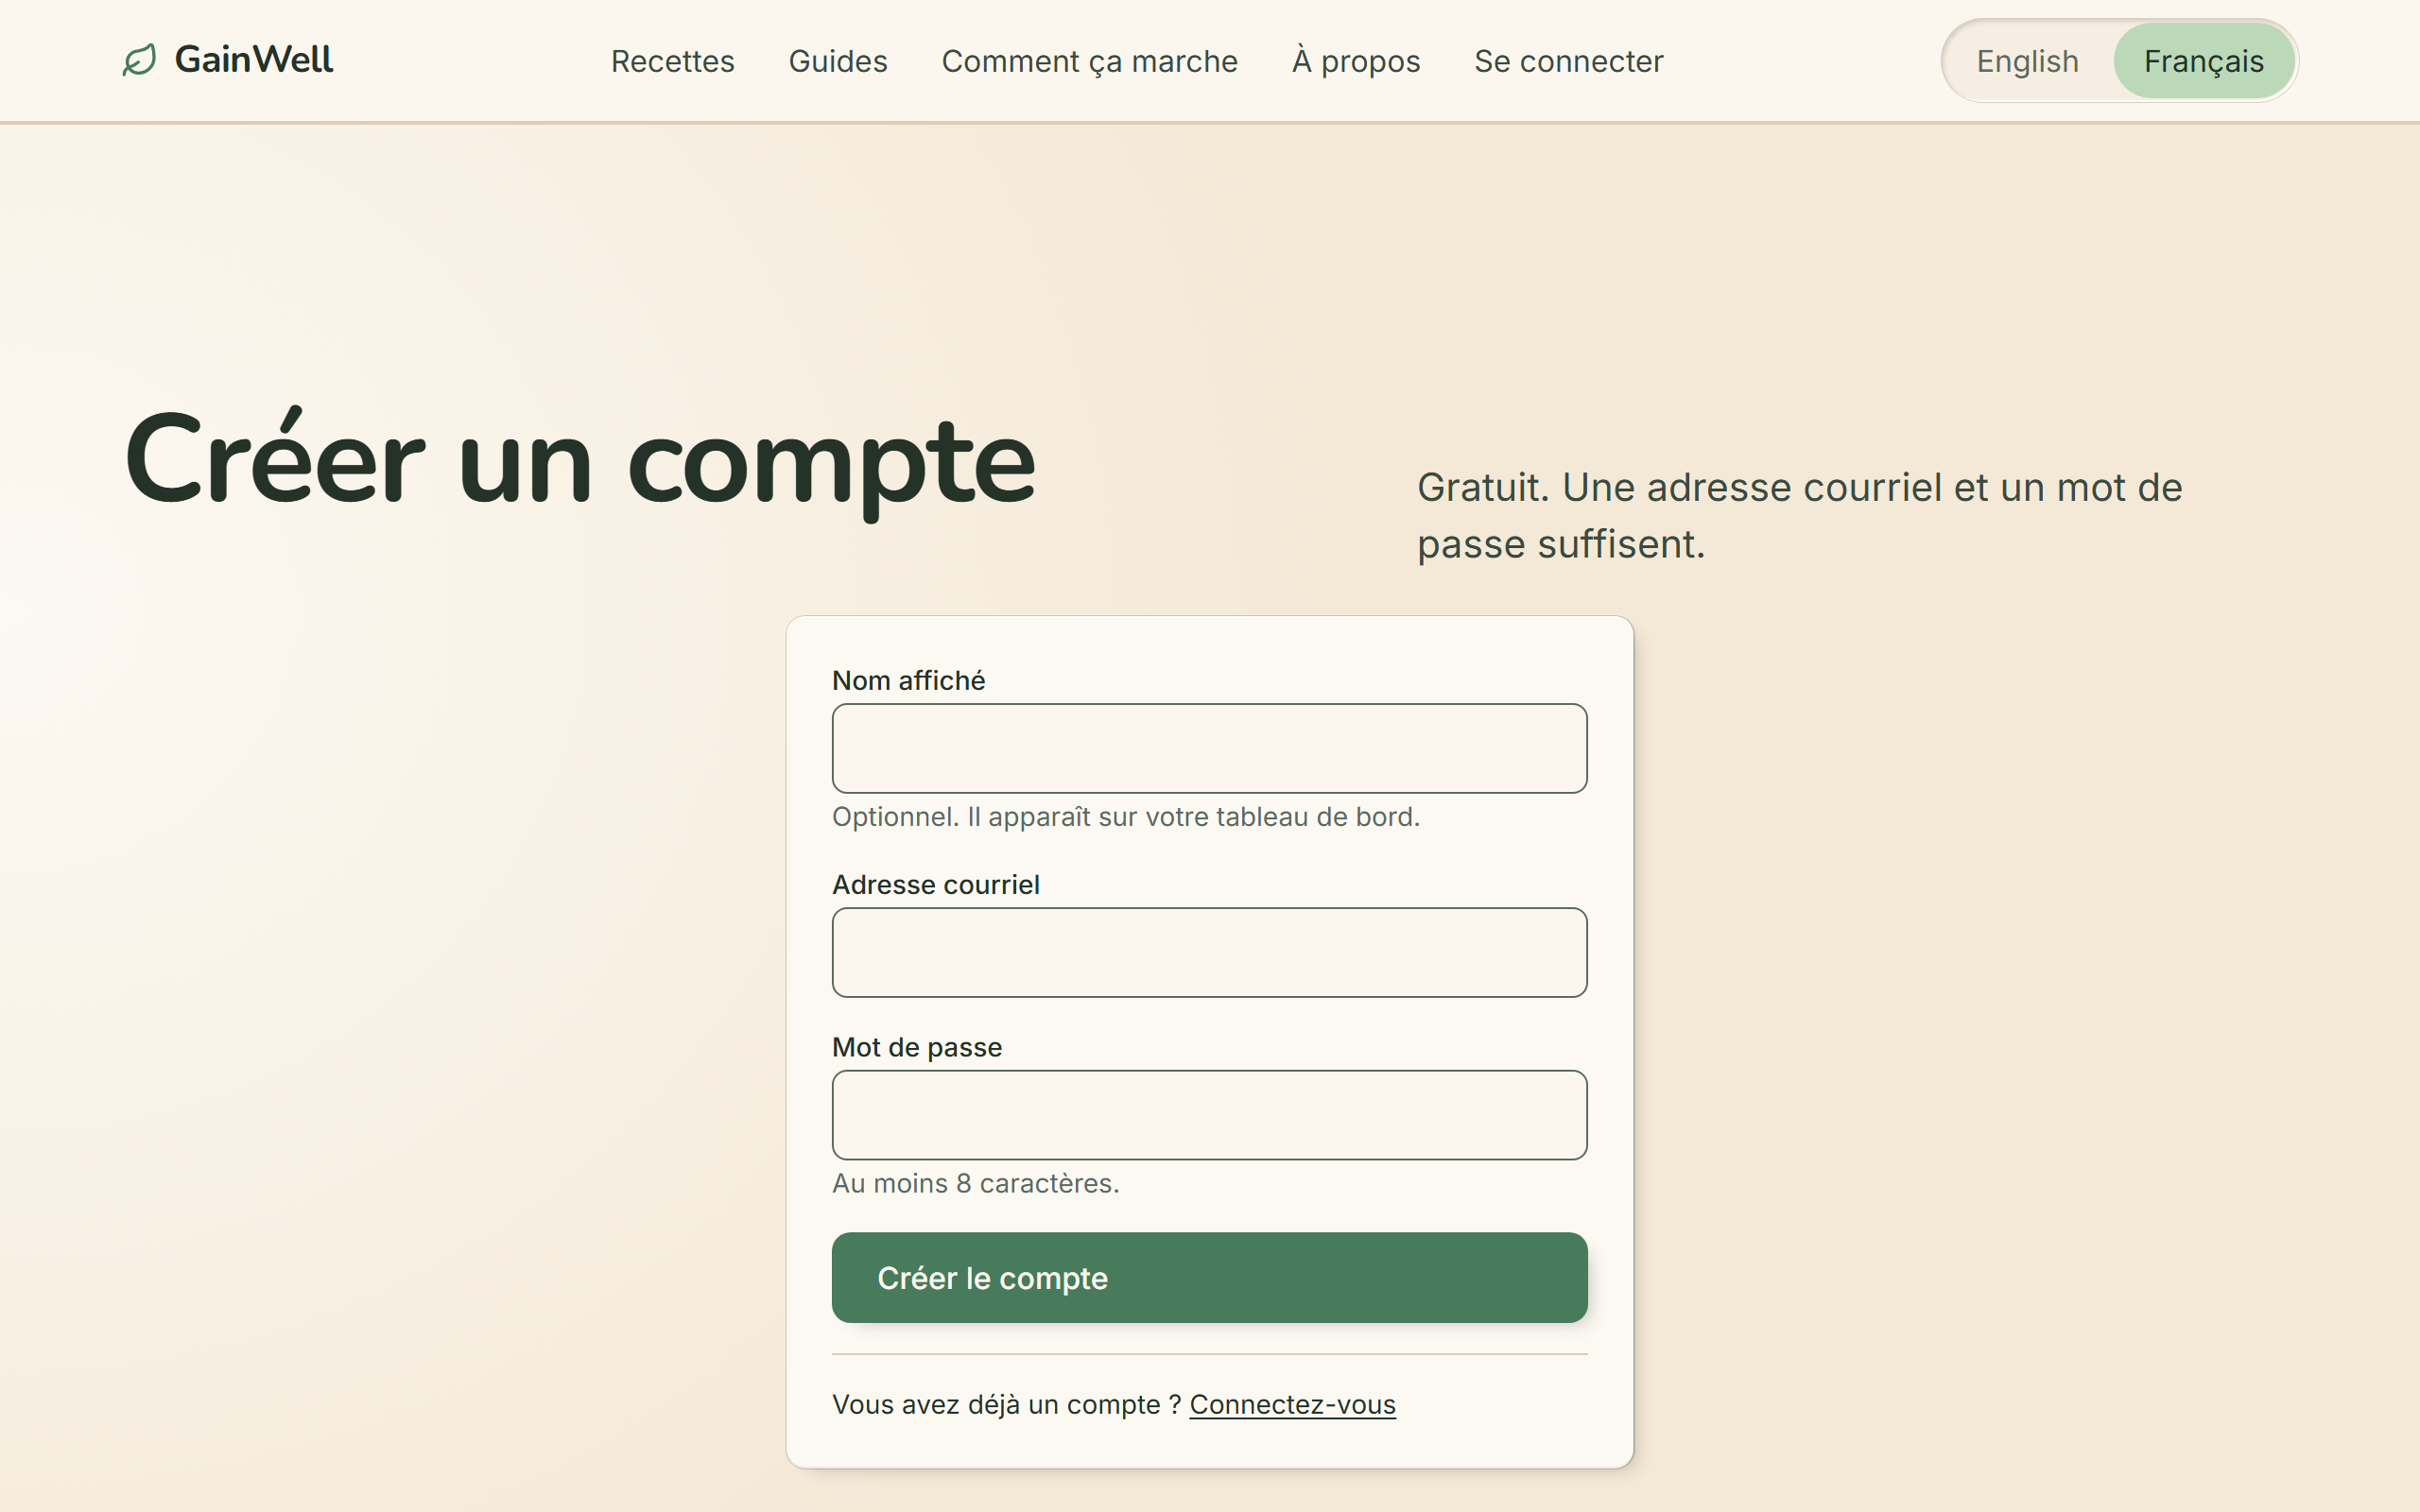 GainWell
Recettes
Guides
Comment ça marche
À propos
Se connecter
English
Français
Créer un compte
Gratuit. Une adresse courriel et un mot de
passe suffisent.
Nom affiché
Optionnel. Il apparaît sur votre tableau de bord.
Adresse courriel
Mot de passe
Au moins 8 caractères.
Créer le compte
Vous avez déjà un compte ? Connectez-vous